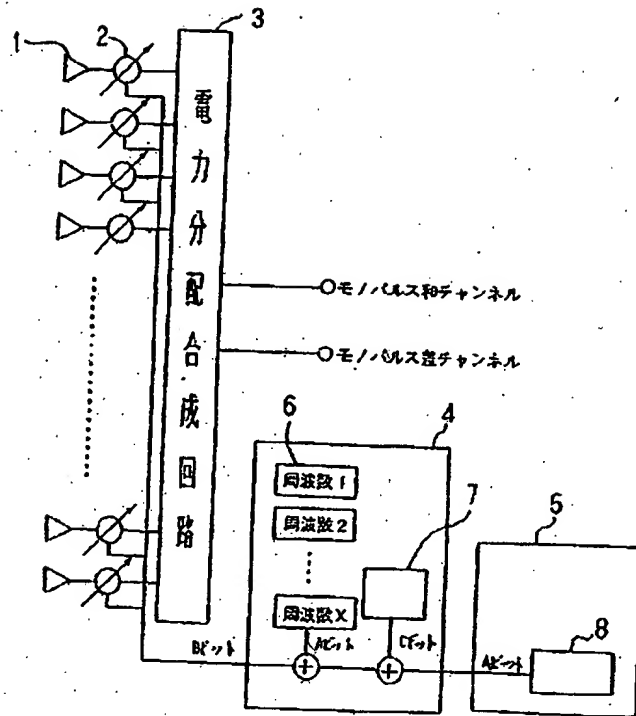 1
2
3
電力分配合成回路
モノパルス和チャンネル
モノパルス差チャンネル
4
6
周波数1
7
周波数2
5
周波数X
8
Bビット
Aビット
Cビット
Aビット